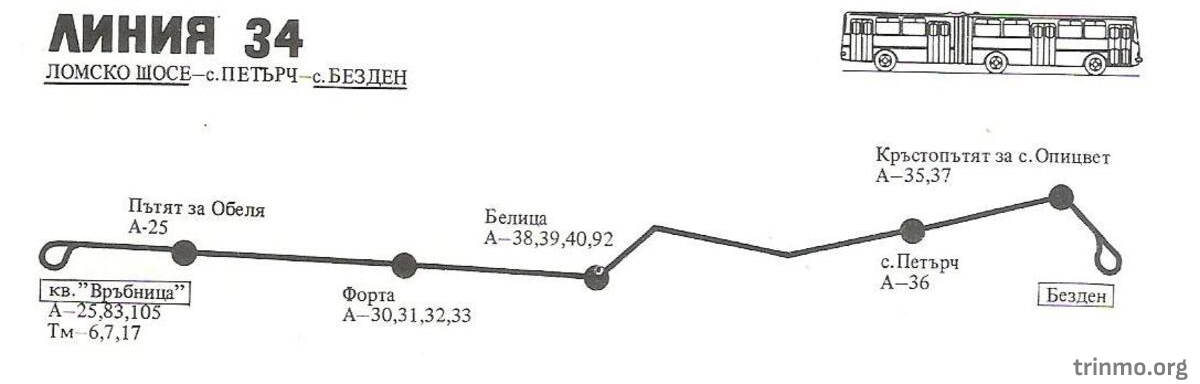 ЛИНИЯ 34
ЛОМСКО ШОСЕ–с.ПЕТЪРЧ–с.БЕЗДЕН
Кръстопътят за с.Опицвет
А–35,37
Пътят за Обеля
А-25
Белица
А–38,39,40,92
кв."Връбница"
А–25,83,105
Тм–6,7,17
Форта
А–30,31,32,33
с.Петърч
А–36
Безден
trinmo.org